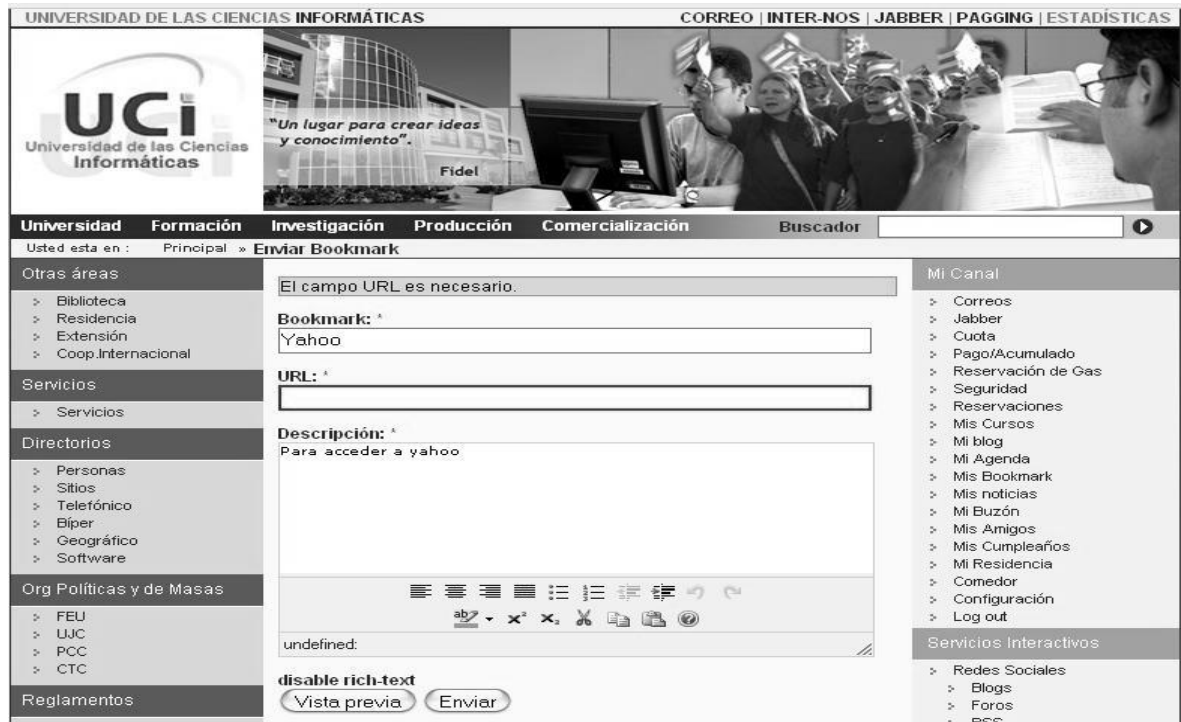 UNIVERSIDAD DE LAS CIENCIAS INFORMÁTICAS
CORREO | INTER-NOS | JABBER | PAGGING | ESTADÍSTICAS
UCi
Universidad de las Ciencias
Informáticas
"Un lugar para crear ideas
y conocimiento".
Fidel
Universidad Formación Investigación Producción Comercialización Buscador
Usted esta en : Principal » Enviar Bookmark
Otras áreas
Biblioteca
Residencia
Extensión
Coop.Internacional
Servicios
Servicios
Directorios
Personas
Sitios
Telefónico
Bíper
Geográfico
Software
Org Políticas y de Masas
FEU
UJC
PCC
CTC
Reglamentos
El campo URL es necesario.
Bookmark: *
Yahoo
URL: *
Descripción: *
Para acceder a yahoo
undefined:
disable rich-text
Vista previa Enviar
Mi Canal
Correos
Jabber
Cuota
Pago/Acumulado
Reservación de Gas
Seguridad
Reservaciones
Mis Cursos
Mi blog
Mi Agenda
Mis Bookmark
Mis noticias
Mi Buzón
Mis Amigos
Mis Cumpleaños
Mi Residencia
Comedor
Configuración
Log out
Servicios Interactivos
Redes Sociales
Blogs
Foros
RSS